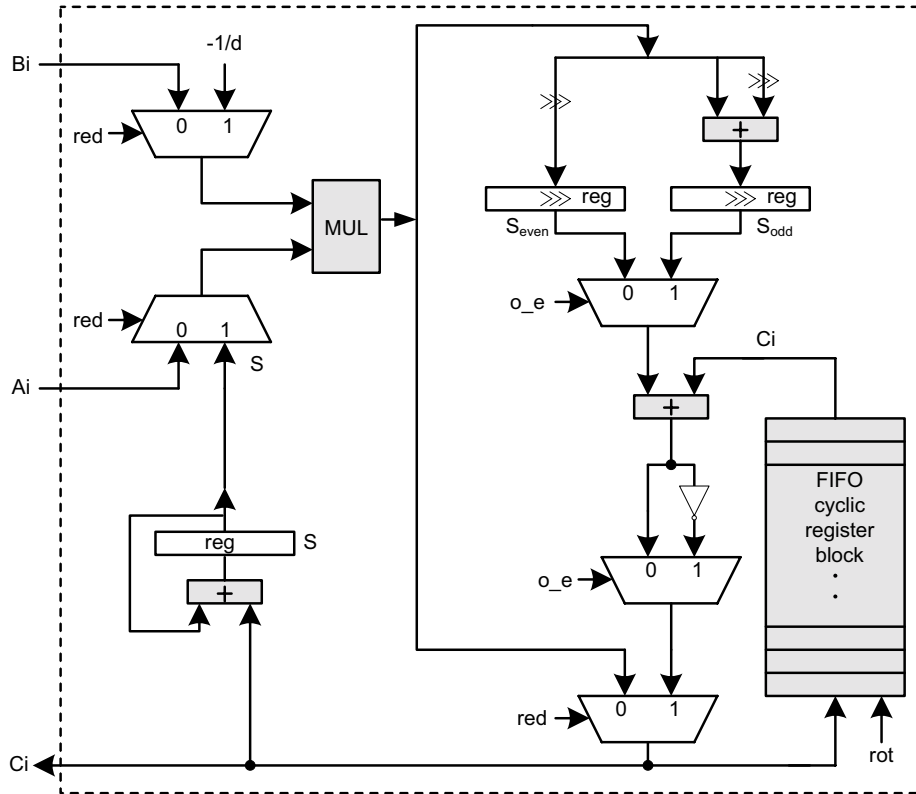 -1/d
Bi
0 1
red
MUL
red
0 1
S
Ai
reg
S
+
Ci
>>>
>>>
+
>>> reg
>>> reg
Seven
Sodd
0 1
o_e
Ci
+
FIFO
cyclic
register
block
0 1
o_e
0 1
red
rot